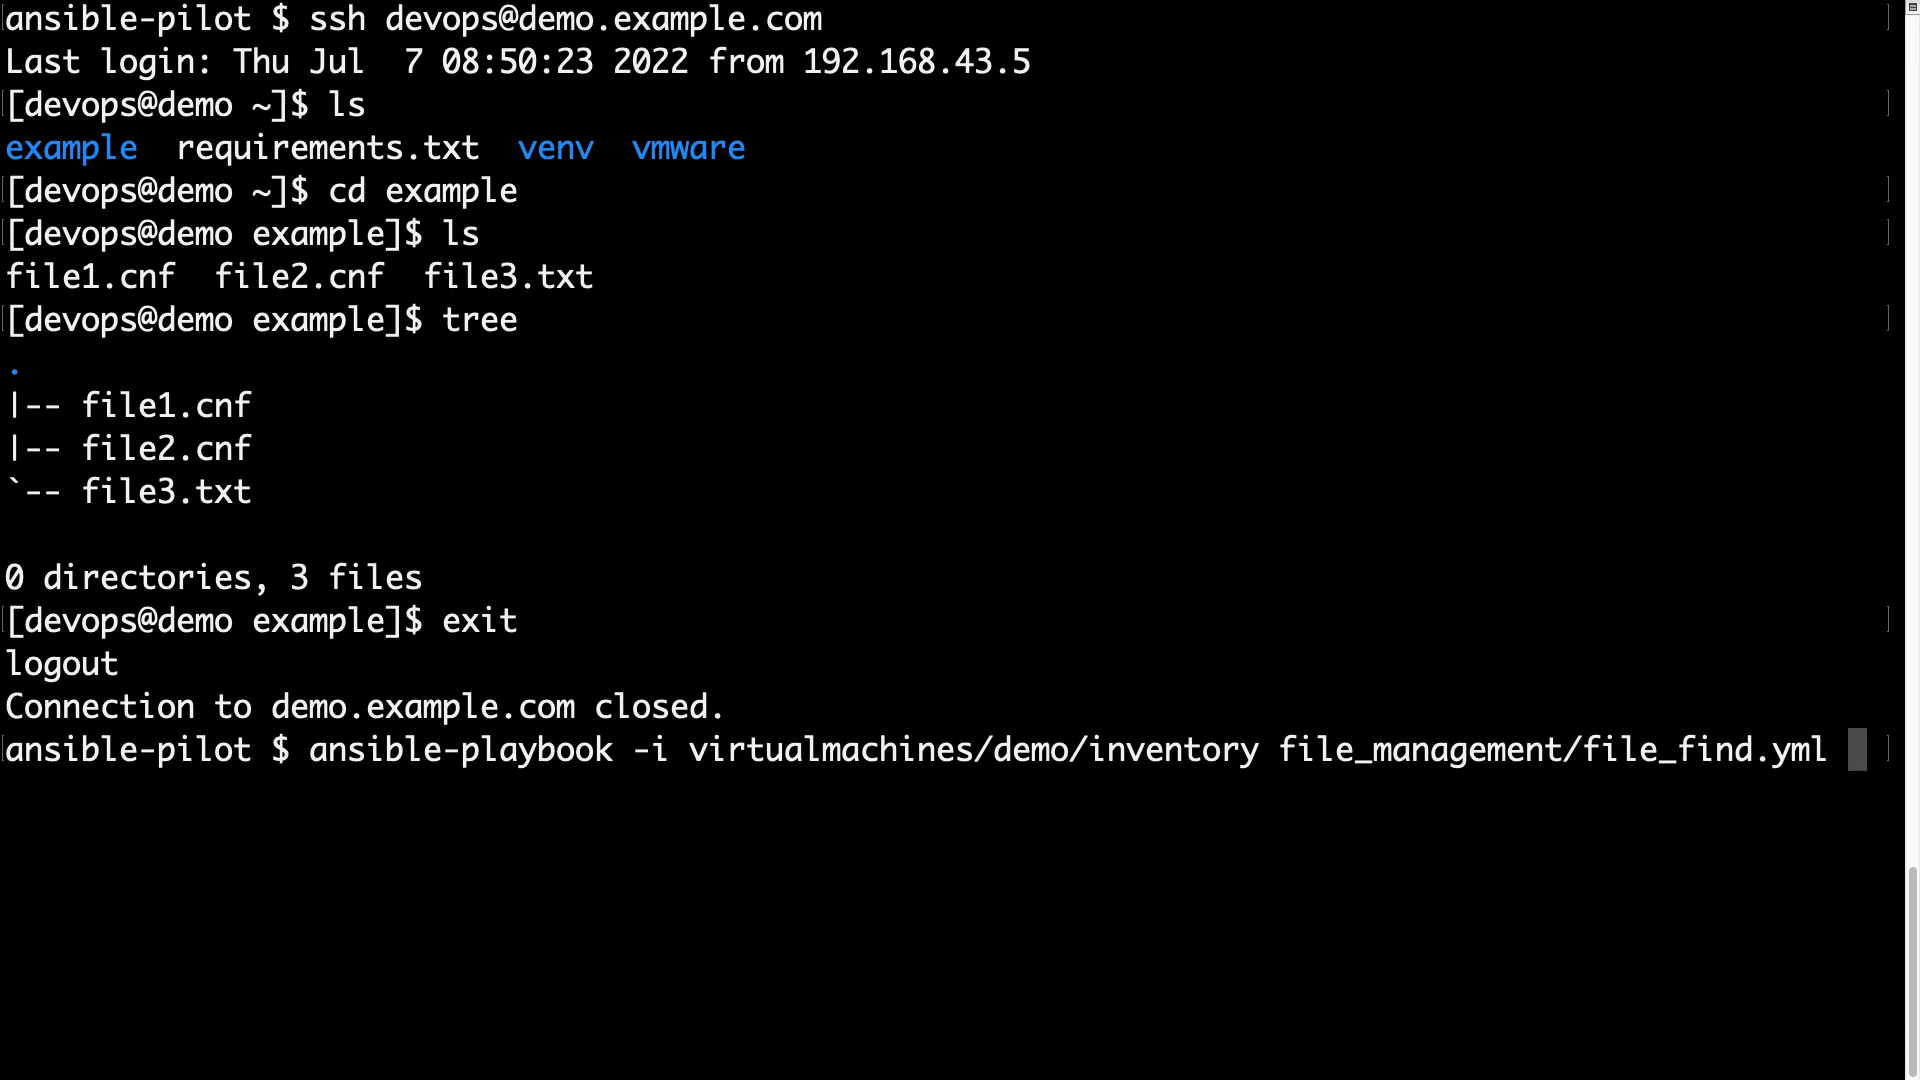 ansible-pilot $ ssh devops@demo.example.com
Last login: Thu Jul  7 08:50:23 2022 from 192.168.43.5
[devops@demo ~]$ ls
example  requirements.txt  venv  vmware
[devops@demo ~]$ cd example
[devops@demo example]$ ls
file1.cnf  file2.cnf  file3.txt
[devops@demo example]$ tree
.
|-- file1.cnf
|-- file2.cnf
`-- file3.txt
0 directories, 3 files
[devops@demo example]$ exit
logout
Connection to demo.example.com closed.
ansible-pilot $ ansible-playbook -i virtualmachines/demo/inventory file_management/file_find.yml